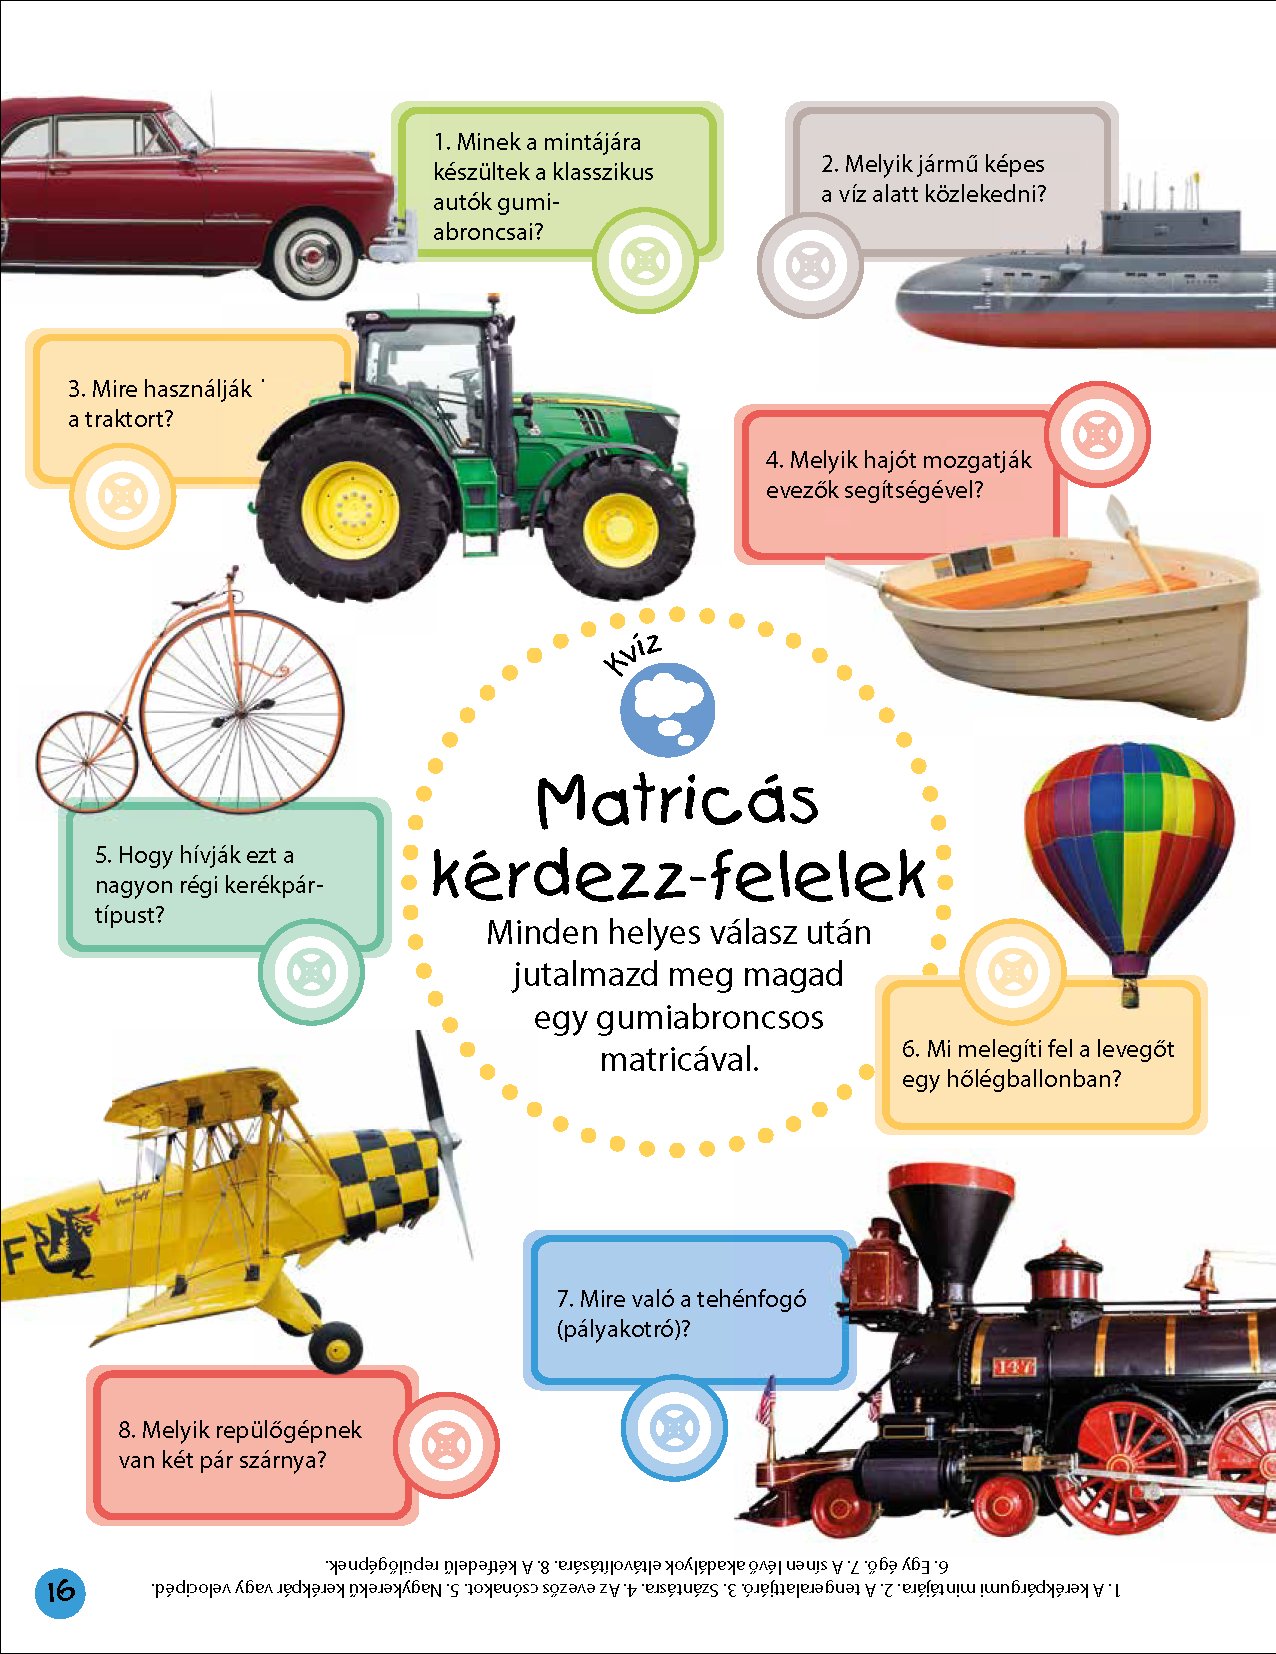 1. Minek a mintájára
készültek a klasszikus
autók gumi-
abroncsai?
2. Melyik jármű képes
a víz alatt közlekedni?
3. Mire használják
a traktort?
4. Melyik hajót mozgatják
evezők segítségével?
Kvíz
Matricás
kérdezz-felelek
Minden helyes válasz után
jutalmazd meg magad
egy gumiabroncsos
matricával.
5. Hogy hívják ezt a
nagyon régi kerékpár-
típust?
6. Mi melegíti fel a levegőt
egy hőlégballonban?
7. Mire való a tehénfogó
(pályakotró)?
147
8. Melyik repülőgépnek
van két pár szárnya?
F
1. A kerékpárgumi mintájára. 2. A tengeralattjáró. 3. Szántásra. 4. Az evezős csónakot. 5. Nagykerekű kerékpár vagy velocipéd.
6. Egy égő. 7. A sínen lévő akadályok eltávolítására. 8. A kétfedelű repülőgépnek.
16